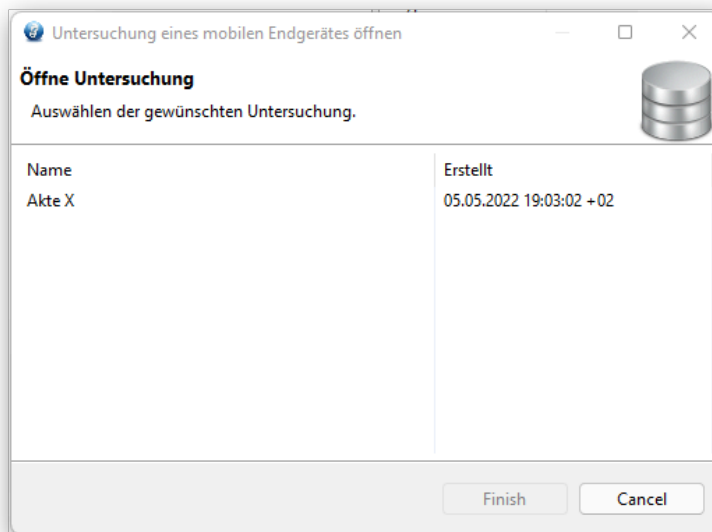 Untersuchung eines mobilen Endgerätes öffnen
Öffne Untersuchung
Auswählen der gewünschten Untersuchung.
Name Erstellt
Akte X 05.05.2022 19:03:02 +02
Finish Cancel